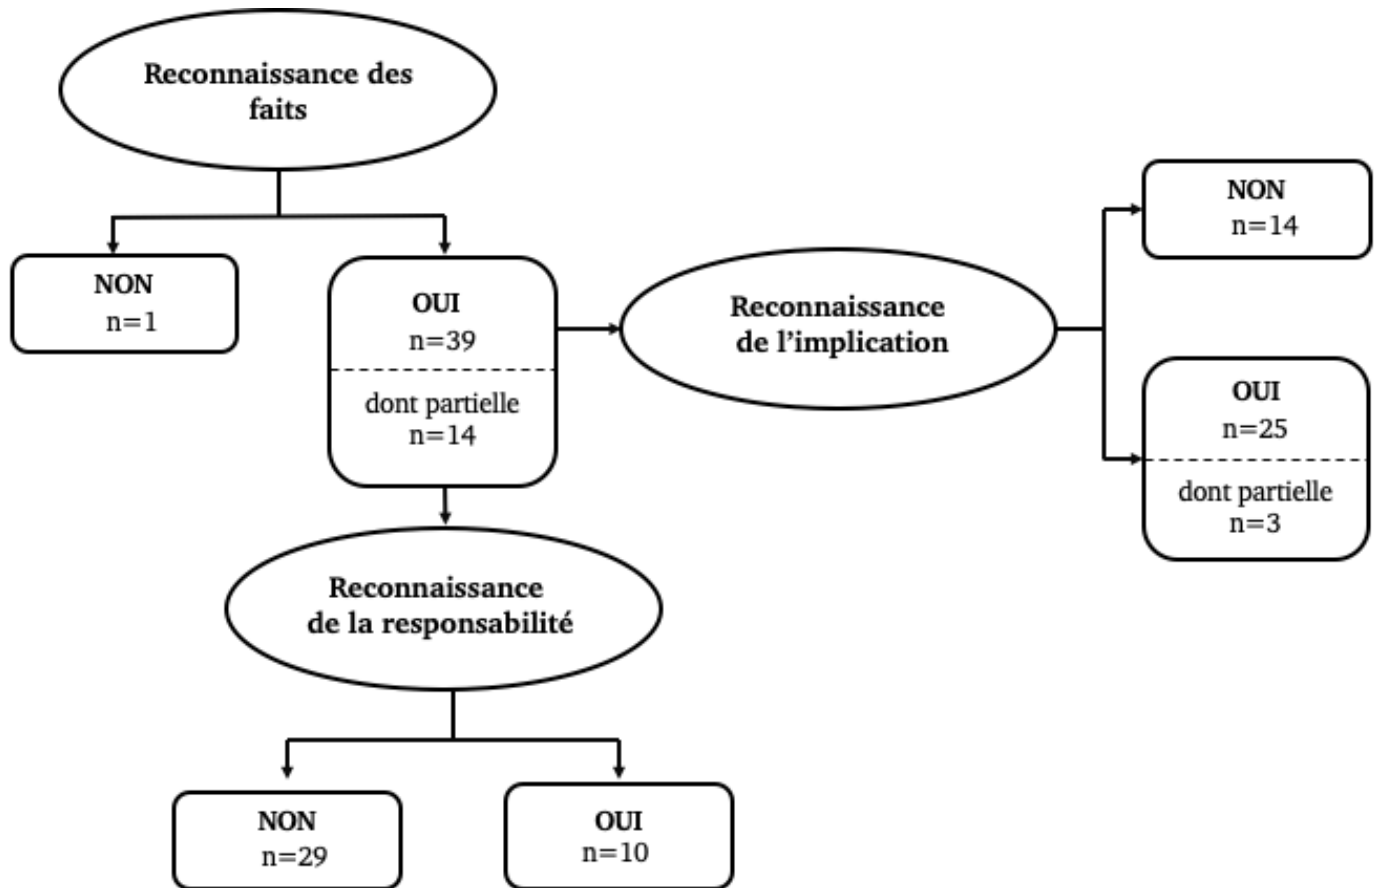 Reconnaissance des
faits
NON
n=1
OUI
n=39
dont partielle
n=14
Reconnaissance
de l'implication
NON
n=14
OUI
n=25
dont partielle
n=3
Reconnaissance
de la responsabilité
NON
n=29
OUI
n=10